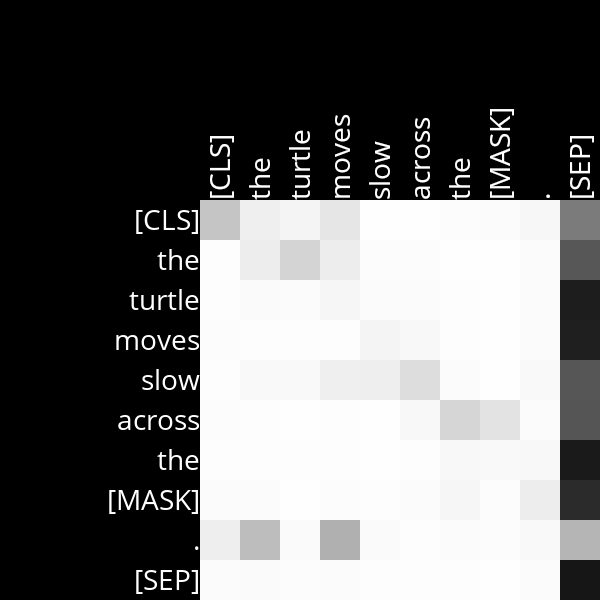 [CLS] the turtle moves slow across the [MASK] . [SEP]
[CLS]
the
turtle
moves
slow
across
the
[MASK]
.
[SEP]